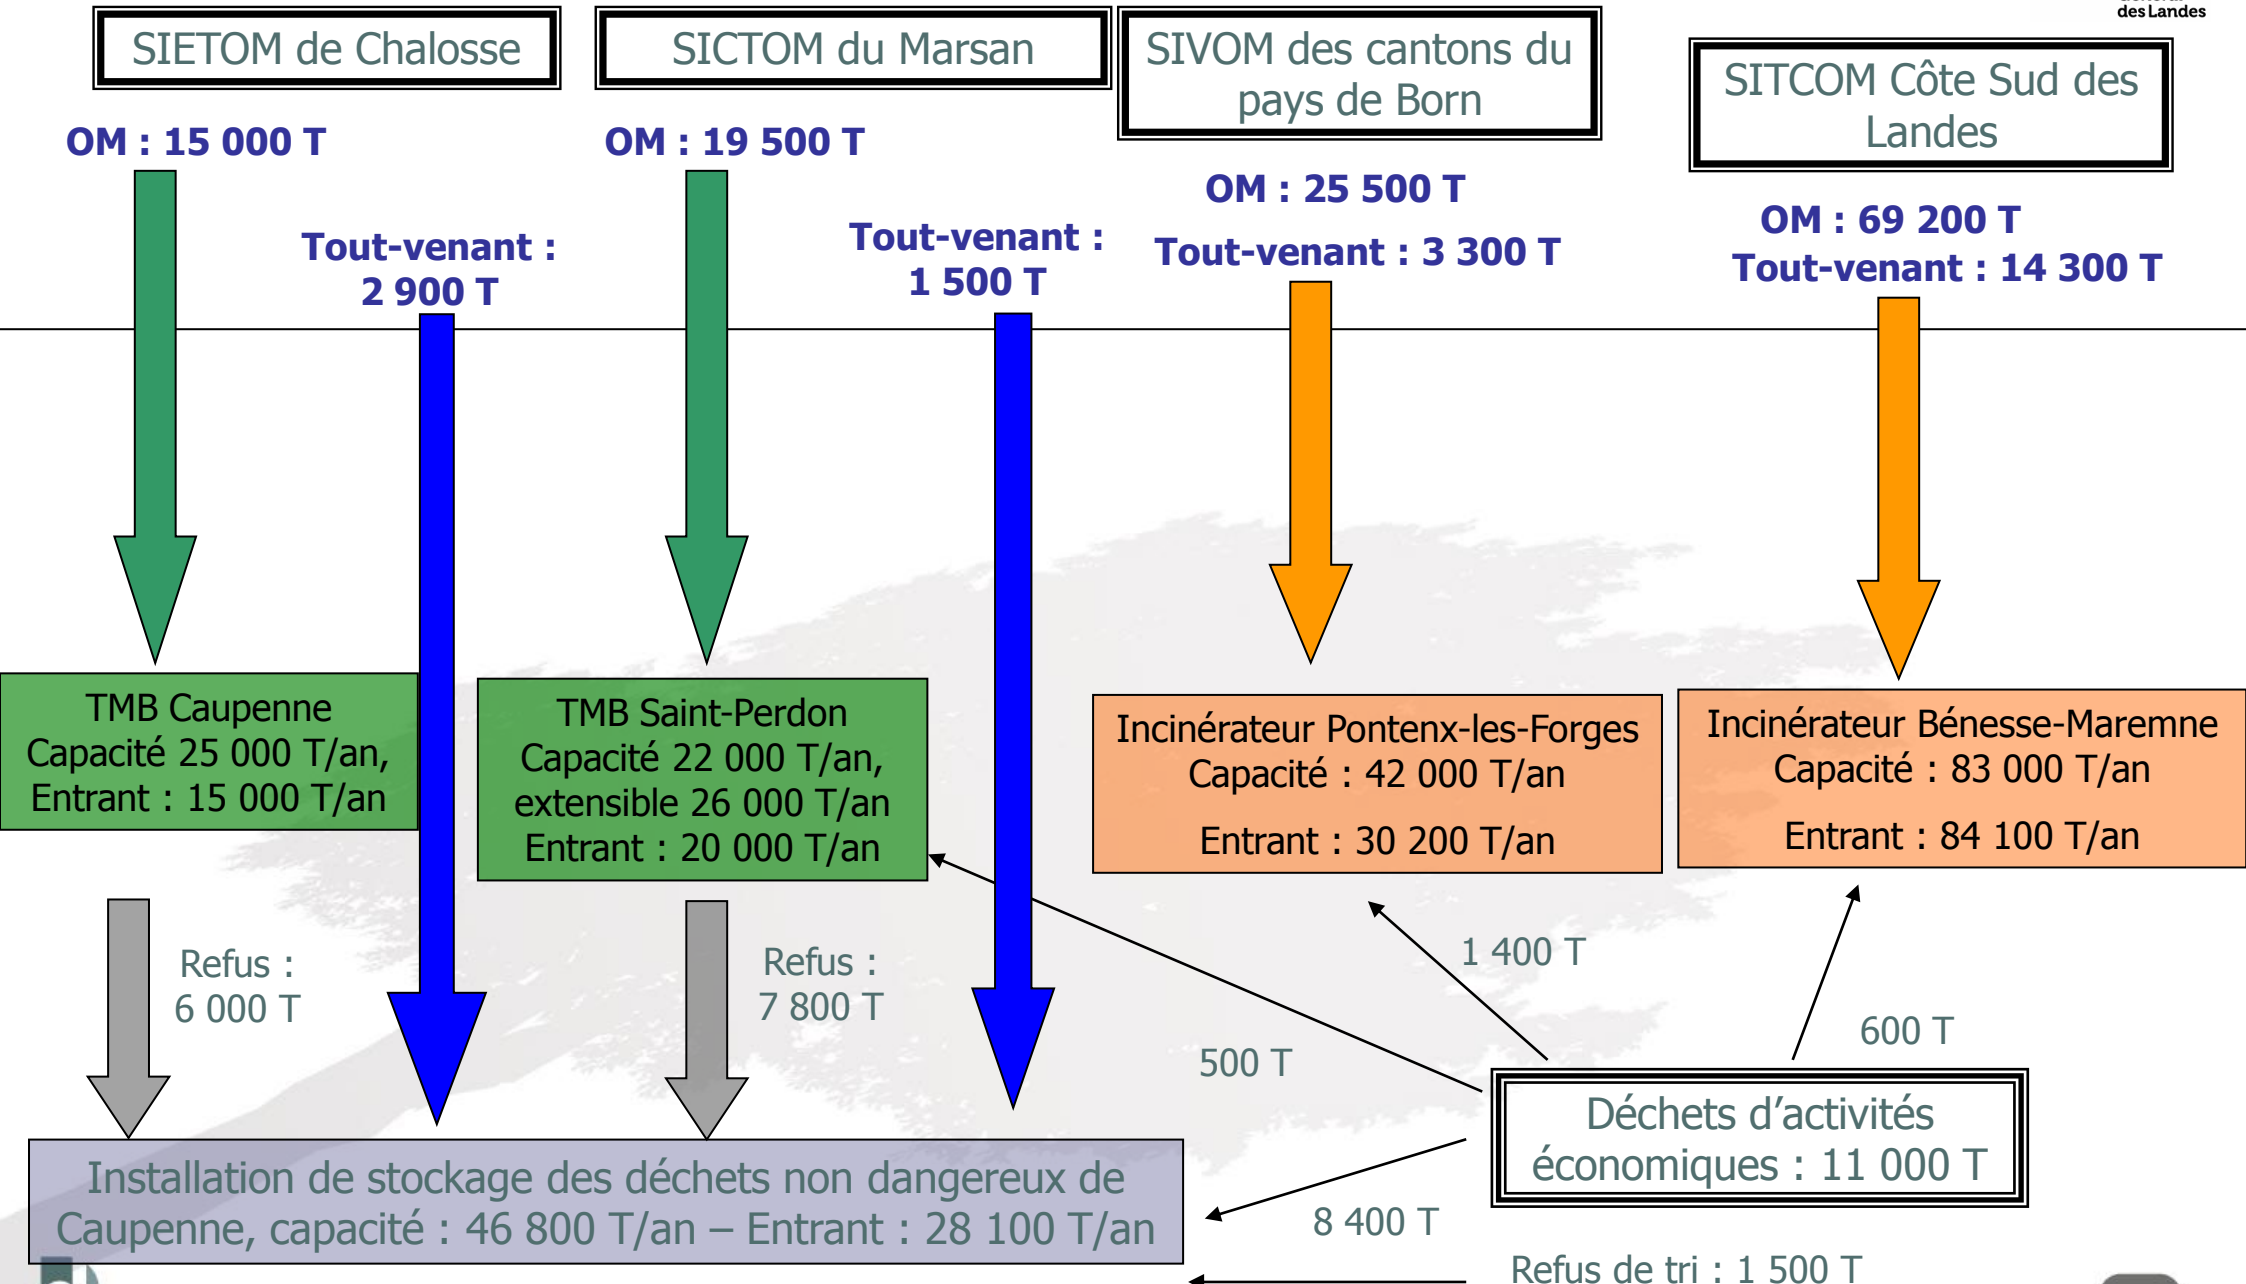 des Landes
SIETOM de Chalosse
SICTOM du Marsan
SIVOM des cantons du
pays de Born
SITCOM Côte Sud des
Landes
OM : 15 000 T
OM : 19 500 T
OM : 25 500 T
Tout-venant : 3 300 T
OM : 69 200 T
Tout-venant : 14 300 T
Tout-venant :
2 900 T
Tout-venant :
1 500 T
TMB Caupenne
Capacité 25 000 T/an,
Entrant : 15 000 T/an
TMB Saint-Perdon
Capacité 22 000 T/an,
extensible 26 000 T/an
Entrant : 20 000 T/an
Incinérateur Pontenx-les-Forges
Capacité : 42 000 T/an
Entrant : 30 200 T/an
Incinérateur Bénesse-Maremne
Capacité : 83 000 T/an
Entrant : 84 100 T/an
Refus :
6 000 T
Refus :
7 800 T
1 400 T
600 T
500 T
Déchets d’activités
économiques : 11 000 T
Installation de stockage des déchets non dangereux de
Caupenne, capacité : 46 800 T/an – Entrant : 28 100 T/an
8 400 T
Refus de tri : 1 500 T